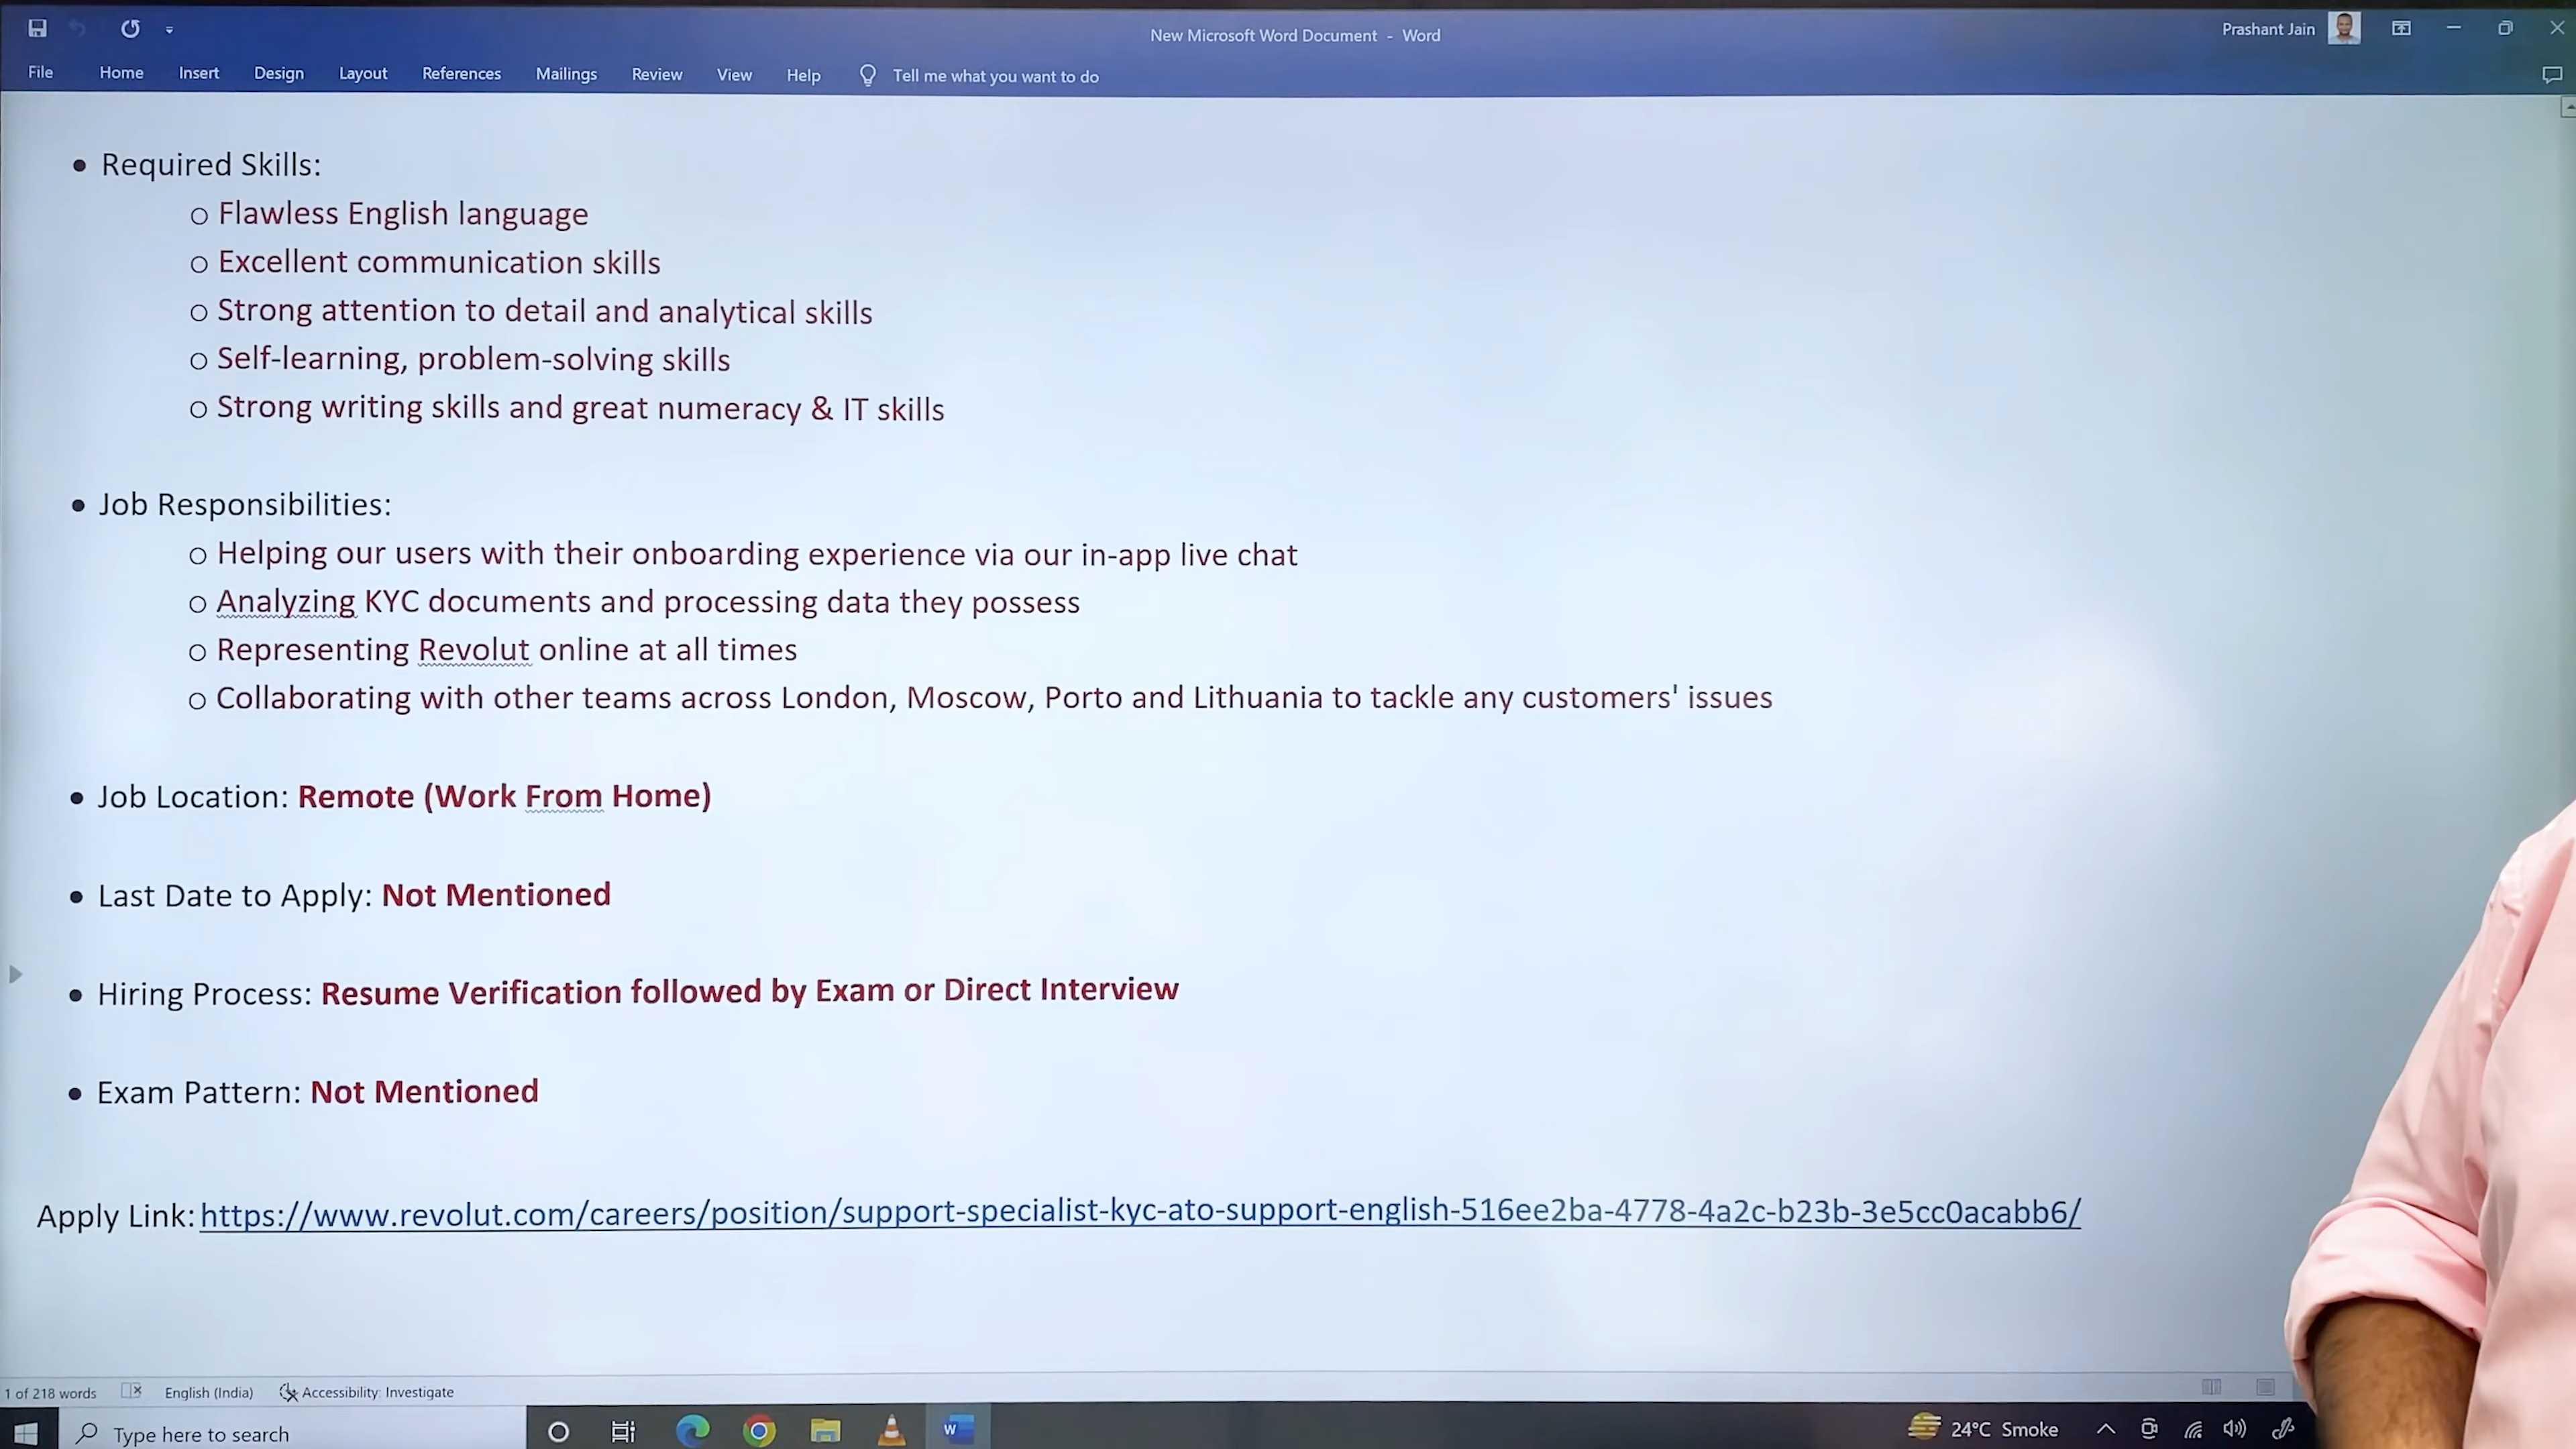 New Microsoft Word Document - Word
Prashant Jain
File Home Insert Design Layout References Mailings Review View Help Tell me what you want to do
• Required Skills:
o Flawless English language
o Excellent communication skills
o Strong attention to detail and analytical skills
o Self-learning, problem-solving skills
o Strong writing skills and great numeracy & IT skills
• Job Responsibilities:
o Helping our users with their onboarding experience via our in-app live chat
o Analyzing KYC documents and processing data they possess
o Representing Revolut online at all times
o Collaborating with other teams across London, Moscow, Porto and Lithuania to tackle any customers' issues
• Job Location: Remote (Work From Home)
• Last Date to Apply: Not Mentioned
• Hiring Process: Resume Verification followed by Exam or Direct Interview
• Exam Pattern: Not Mentioned
Apply Link: https://www.revolut.com/careers/position/support-specialist-kyc-ato-support-english-516ee2ba-4778-4a2c-b23b-3e5cc0acabb6/
1 of 218 words English (India) Accessibility: Investigate
Type here to search
W
24°C Smoke